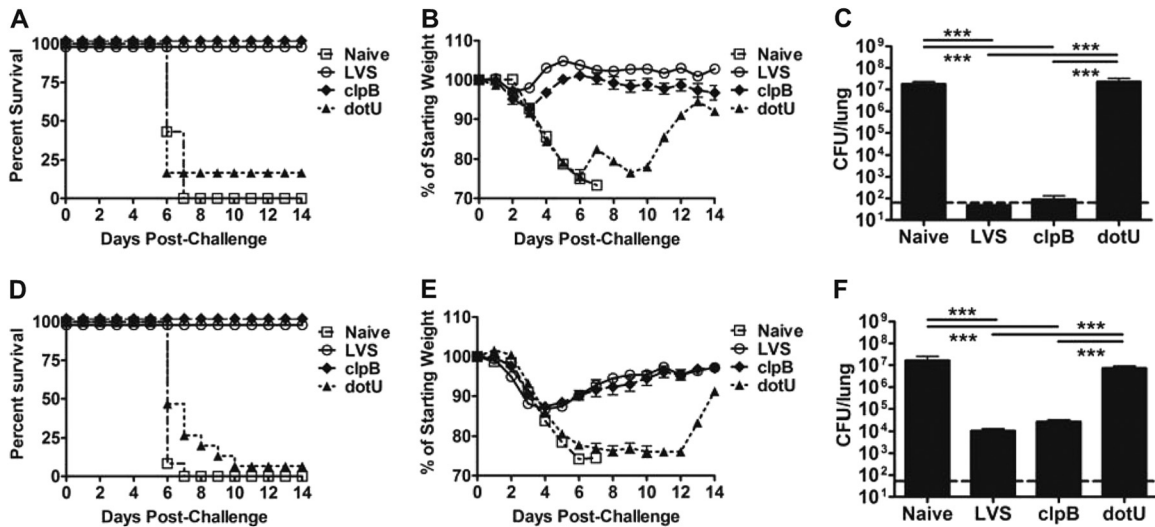 A
Percent Survival
100
75
50
25
0
0 2 4 6 8 10 12 14
Days Post-Challenge
Naive
LVS
clpB
dotU
B
% of Starting Weight
110
100
90
80
70
0 2 4 6 8 10 12 14
Days Post-Challenge
Naive
LVS
clpB
dotU
C
CFU/lung
10⁹
10⁸
10⁷
10⁶
10⁵
10⁴
10³
10²
10¹
***
***
***
***
Naive LVS clpB dotU
D
Percent survival
100
75
50
25
0
0 2 4 6 8 10 12 14
Days Post-Challenge
Naive
LVS
clpB
dotU
E
% of Starting Weight
110
100
90
80
70
0 2 4 6 8 10 12 14
Days Post-Challenge
Naive
LVS
clpB
dotU
F
CFU/lung
10⁹
10⁸
10⁷
10⁶
10⁵
10⁴
10³
10²
10¹
***
***
***
***
Naive LVS clpB dotU